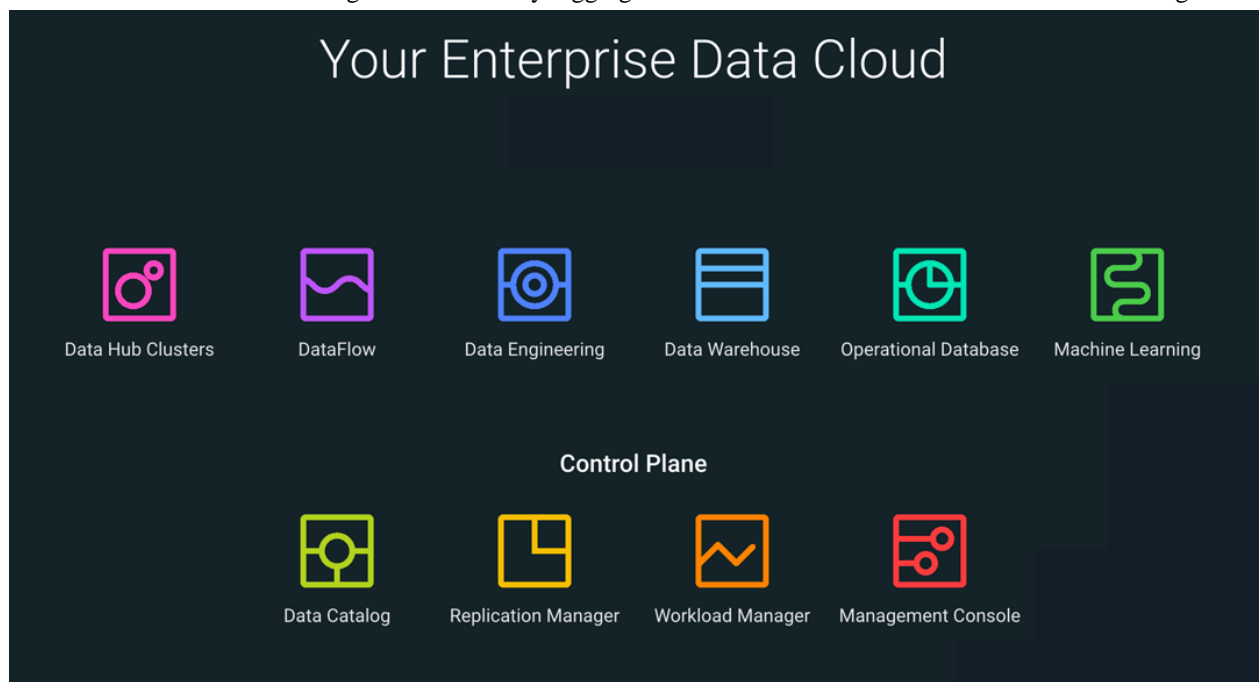 Your Enterprise Data Cloud
Data Hub Clusters DataFlow Data Engineering Data Warehouse Operational Database Machine Learning
Control Plane
Data Catalog Replication Manager Workload Manager Management Console